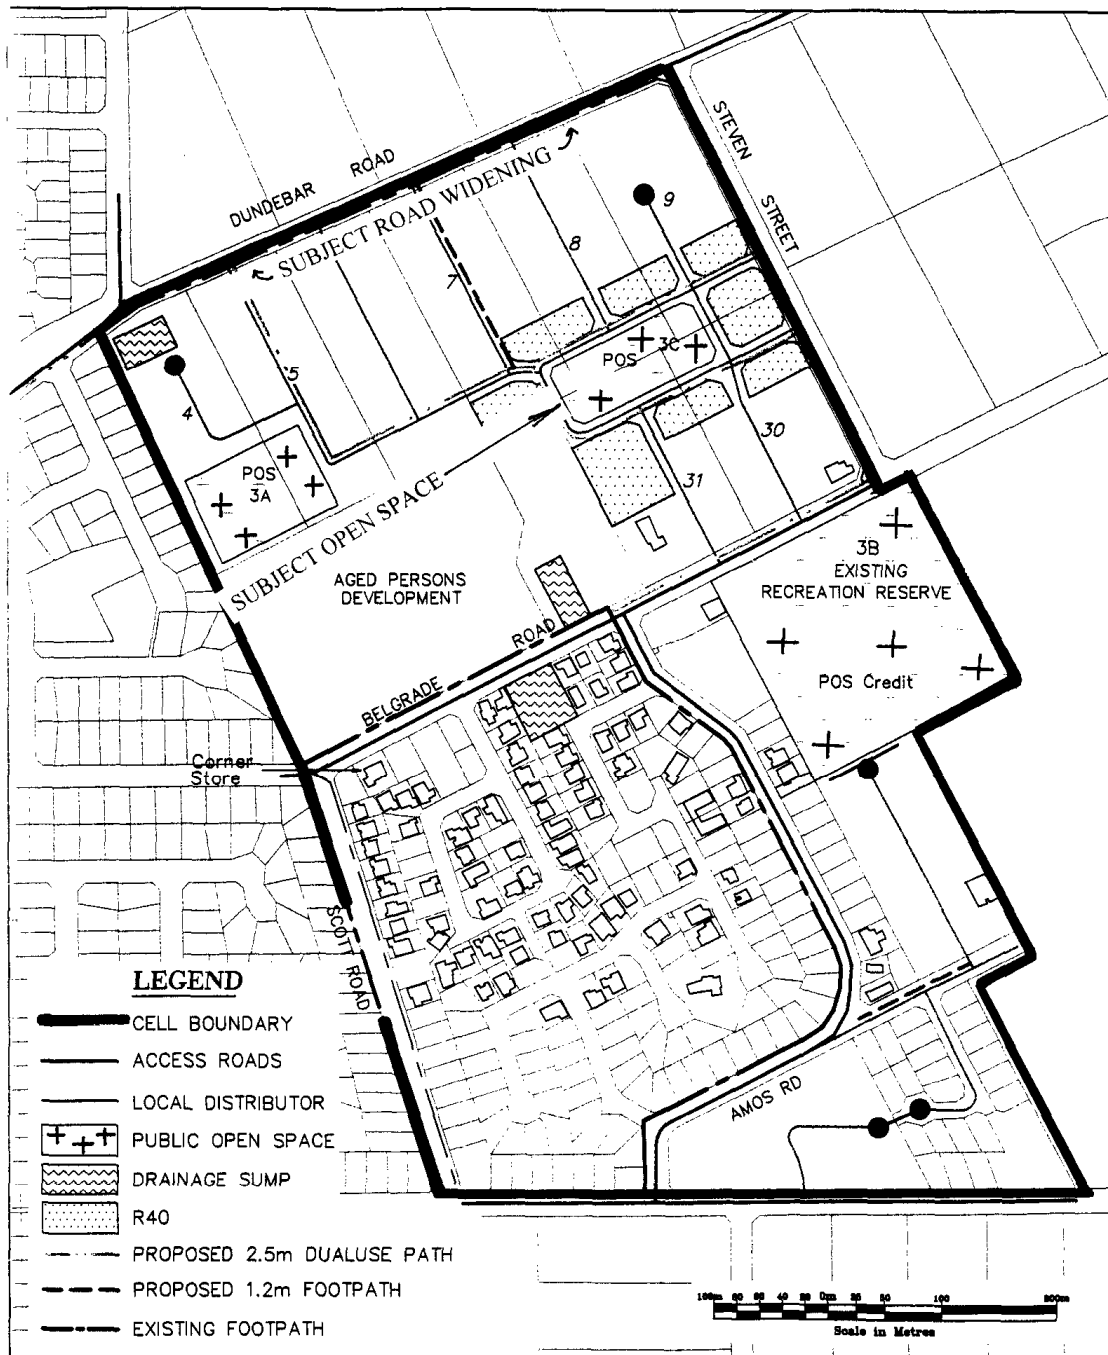 DUNDEBAR ROAD
SUBJECT ROAD WIDENING
STEVEN STREET
9
8
7
5
4
POS 3C
POS
3A
30
31
SUBJECT OPEN SPACE
AGED PERSONS
DEVELOPMENT
3B
EXISTING
RECREATION RESERVE
POS Credit
BELGRADE ROAD
Corner
Store
SCOTT ROAD
AMOS RD
LEGEND
CELL BOUNDARY
ACCESS ROADS
LOCAL DISTRIBUTOR
PUBLIC OPEN SPACE
DRAINAGE SUMP
R40
PROPOSED 2.5m DUALUSE PATH
PROPOSED 1.2m FOOTPATH
EXISTING FOOTPATH
Scale in Metres